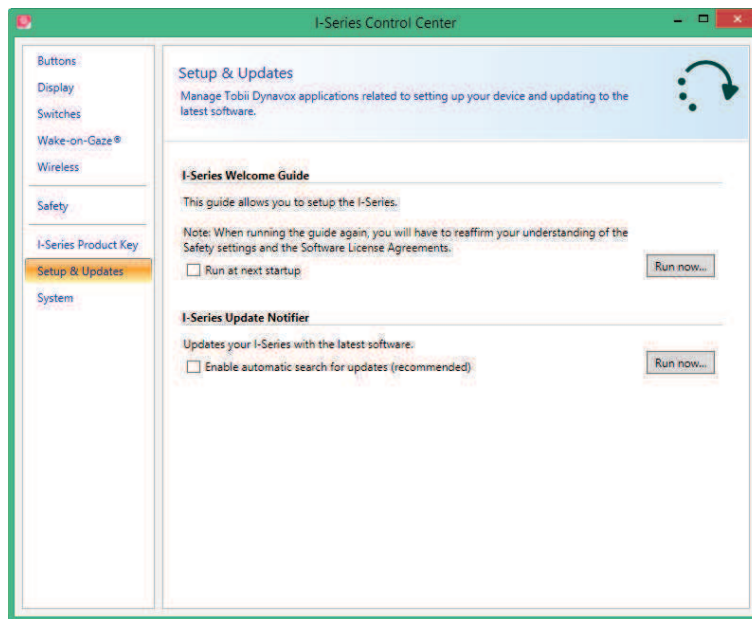 I-Series Control Center
Buttons
Display
Switches
Wake-on-Gaze®
Wireless
Safety
I-Series Product Key
Setup & Updates
System
Setup & Updates
Manage Tobii Dynavox applications related to setting up your device and updating to the
latest software.
I-Series Welcome Guide
This guide allows you to setup the I-Series.
Note: When running the guide again, you will have to reaffirm your understanding of the
Safety settings and the Software License Agreements.
Run at next startup
Run now...
I-Series Update Notifier
Updates your I-Series with the latest software.
Enable automatic search for updates (recommended)
Run now...